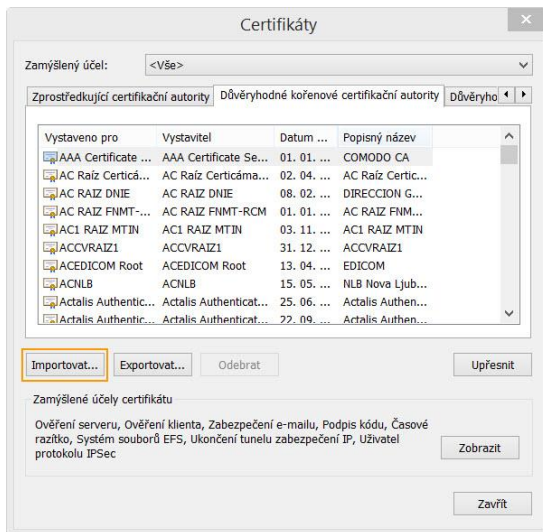 Certifikáty
Zamýšlený účel: <Vše>
Zprostředkující certifikační autority Důvěryhodné kořenové certifikační autority Důvěryho
Vystaveno pro Vystavitel Datum ... Popisný název
AAA Certificate ... AAA Certificate Se... 01. 01. ... COMODO CA
AC Raíz Certicá... AC Raíz Certicáma... 02. 04. ... AC Raíz Certic...
AC RAIZ DNIE AC RAIZ DNIE 08. 02. ... DIRECCION G...
AC RAIZ FNMT-... AC RAIZ FNMT-RCM 01. 01. ... AC RAIZ FNM...
AC1 RAIZ MTIN AC1 RAIZ MTIN 03. 11. ... AC1 RAIZ MTIN
ACCVRAIZ1 ACCVRAIZ1 31. 12. ... ACCVRAIZ1
ACEDICOM Root ACEDICOM Root 13. 04. ... EDICOM
ACNLB ACNLB 15. 05. ... NLB Nova Ljub...
Actalis Authentic... Actalis Authenticat... 25. 06. ... Actalis Authen...
Actalis Authentic... Actalis Authenticat... 22. 09. ... Actalis Authen...
Importovat... Exportovat... Odebrat Upřesnit
Zamýšlené účely certifikátu
Ověření serveru, Ověření klienta, Zabezpečení e-mailu, Podpis kódu, Časové
razítko, Systém souborů EFS, Ukončení tunelu zabezpečení IP, Uživatel
protokolu IPSec
Zobrazit
Zavřít